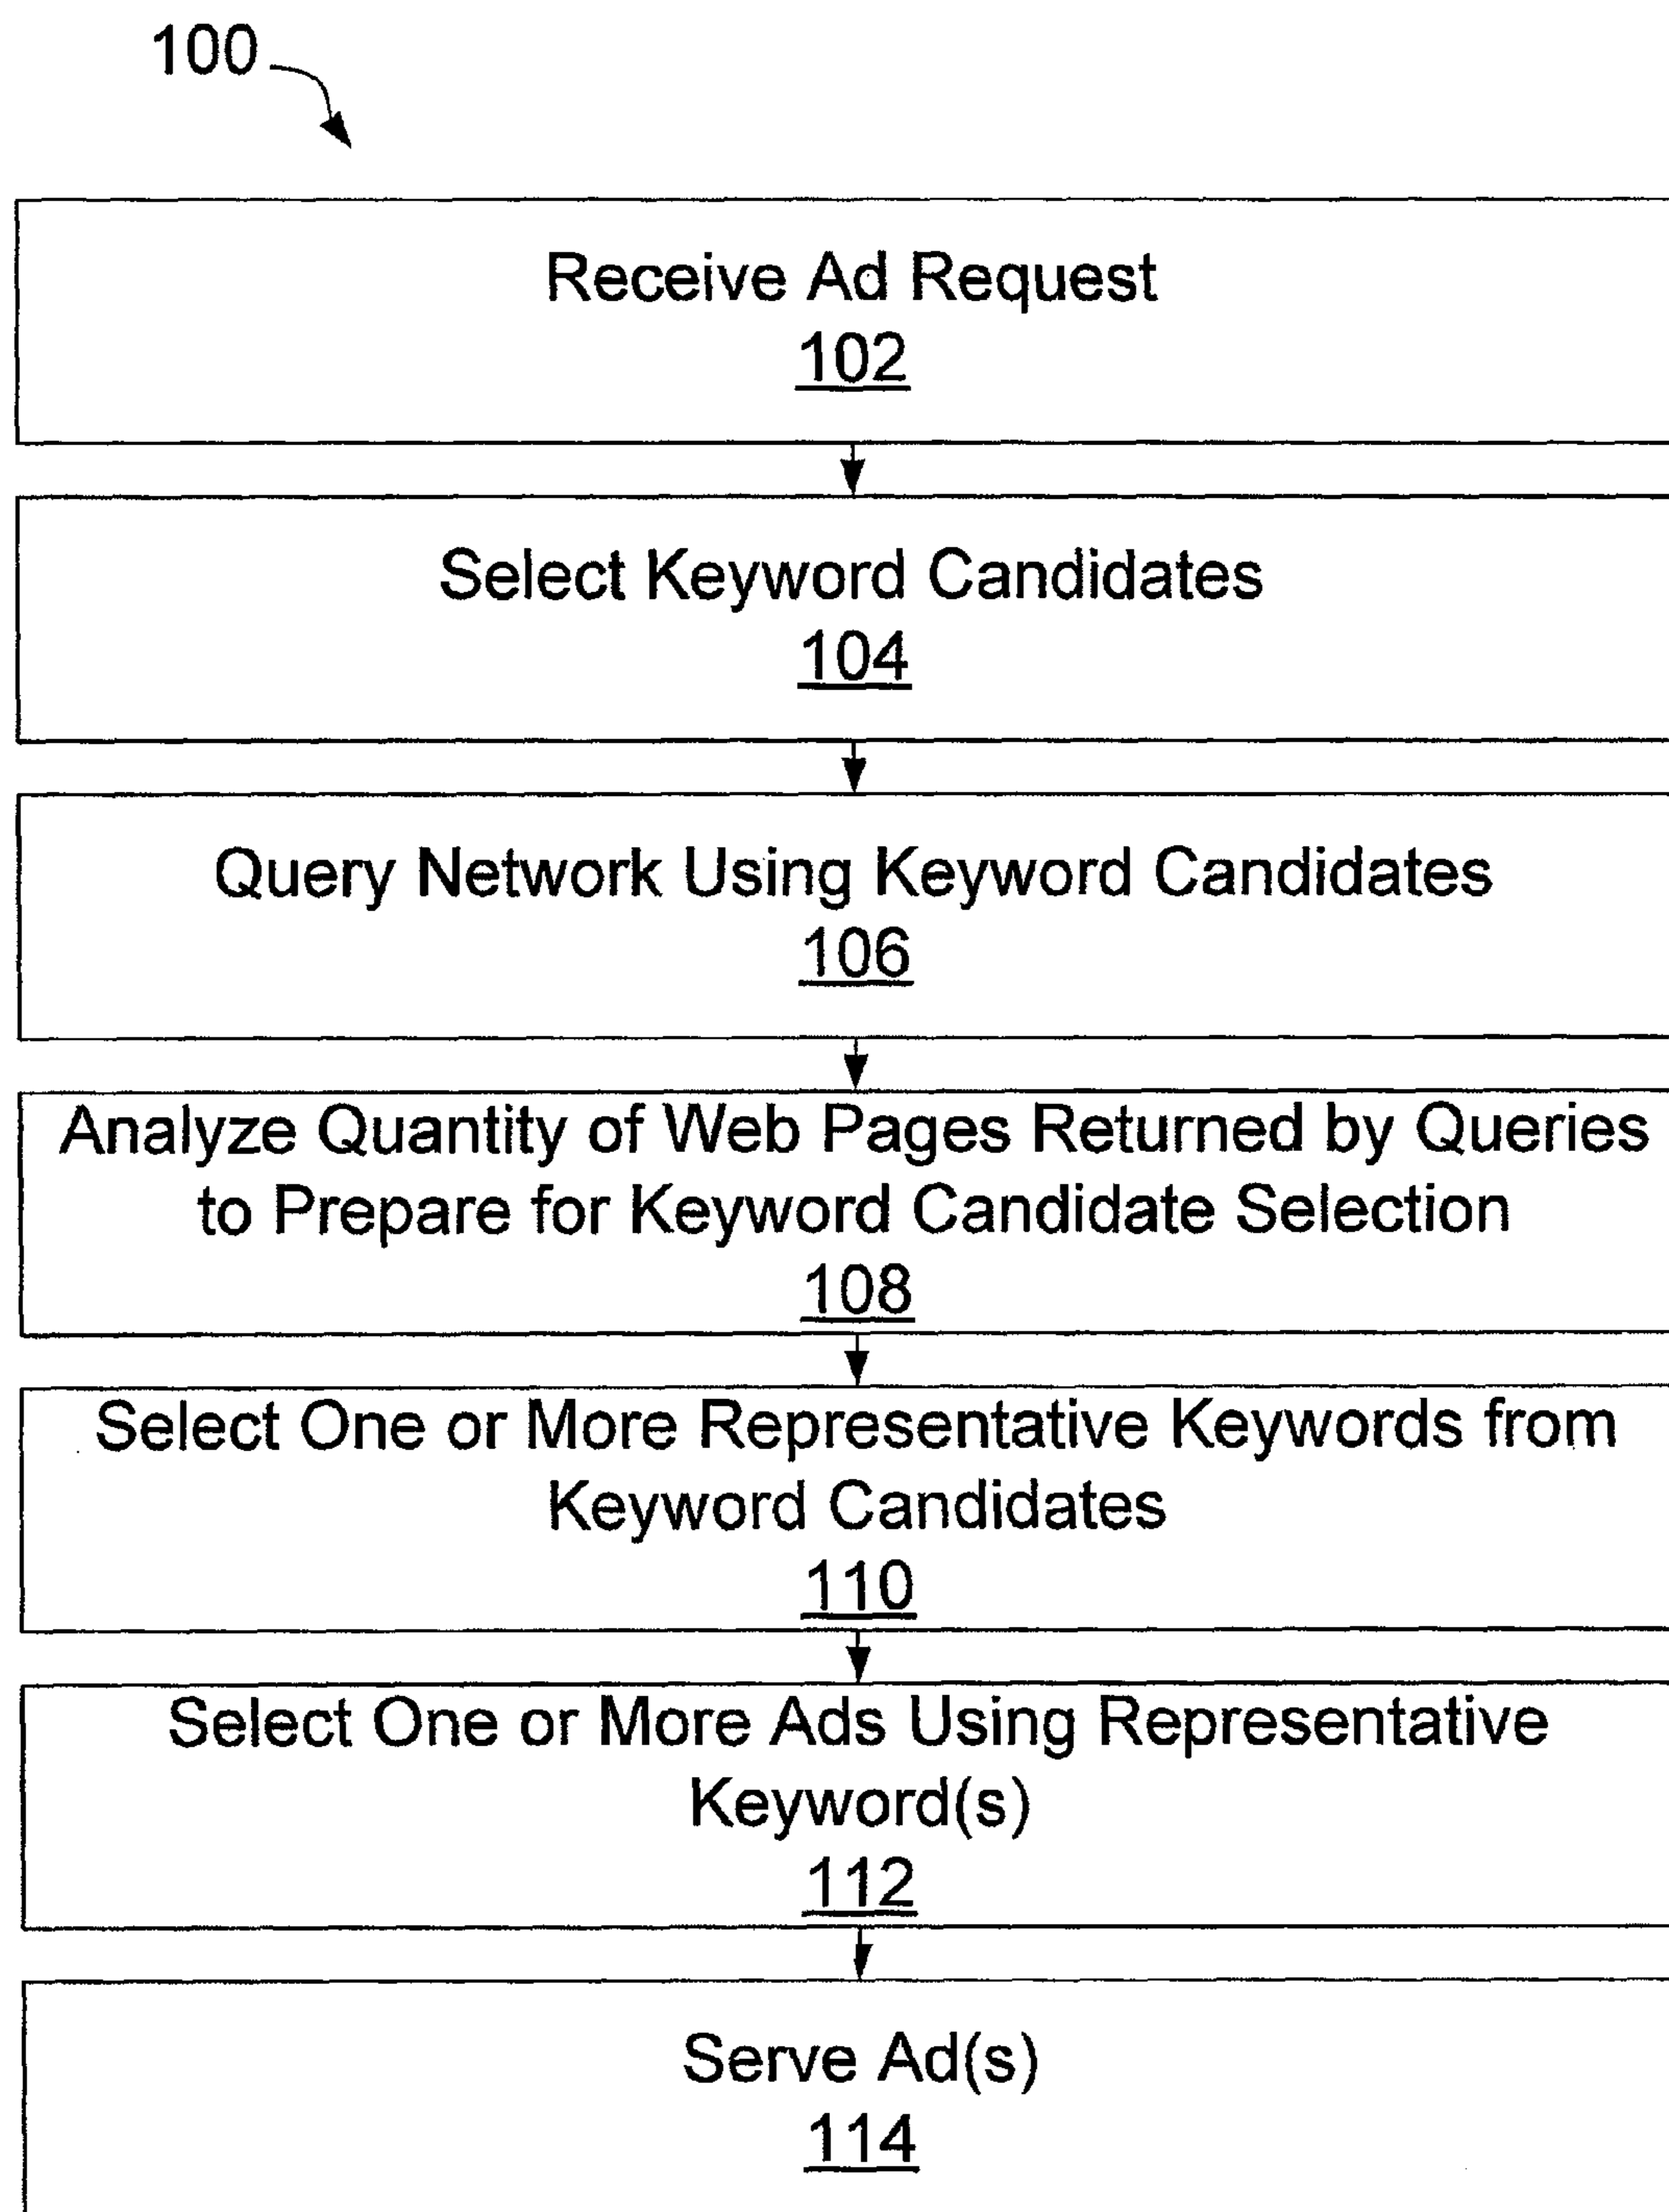 100
Receive Ad Request
102
Select Keyword Candidates
104
Query Network Using Keyword Candidates
106
Analyze Quantity of Web Pages Returned by Queries
to Prepare for Keyword Candidate Selection
108
Select One or More Representative Keywords from
Keyword Candidates
110
Select One or More Ads Using Representative
Keyword(s)
112
Serve Ad(s)
114